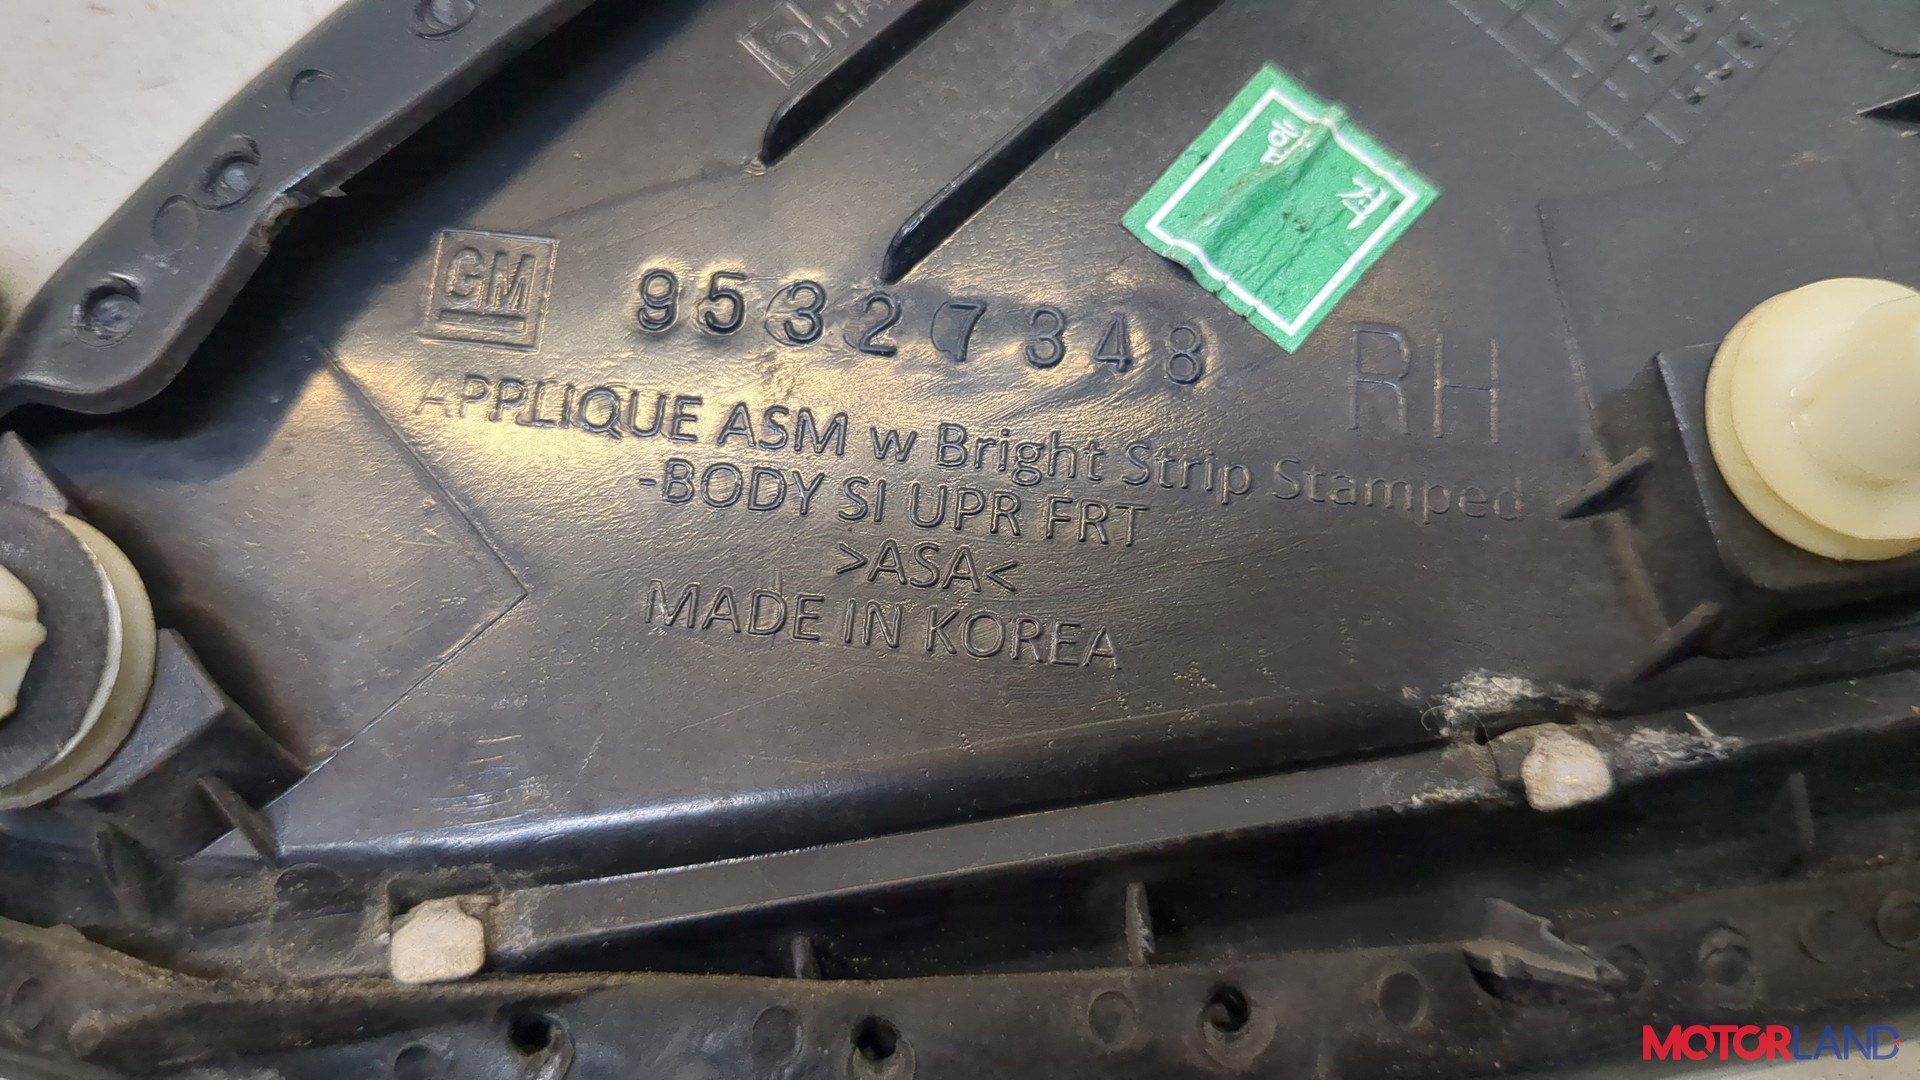 GM 95327348
RH
APPLIQUE ASM w Bright Strip Stamped
-BODY SI UPR FRT
>ASA<
MADE IN KOREA
MOTORLAND